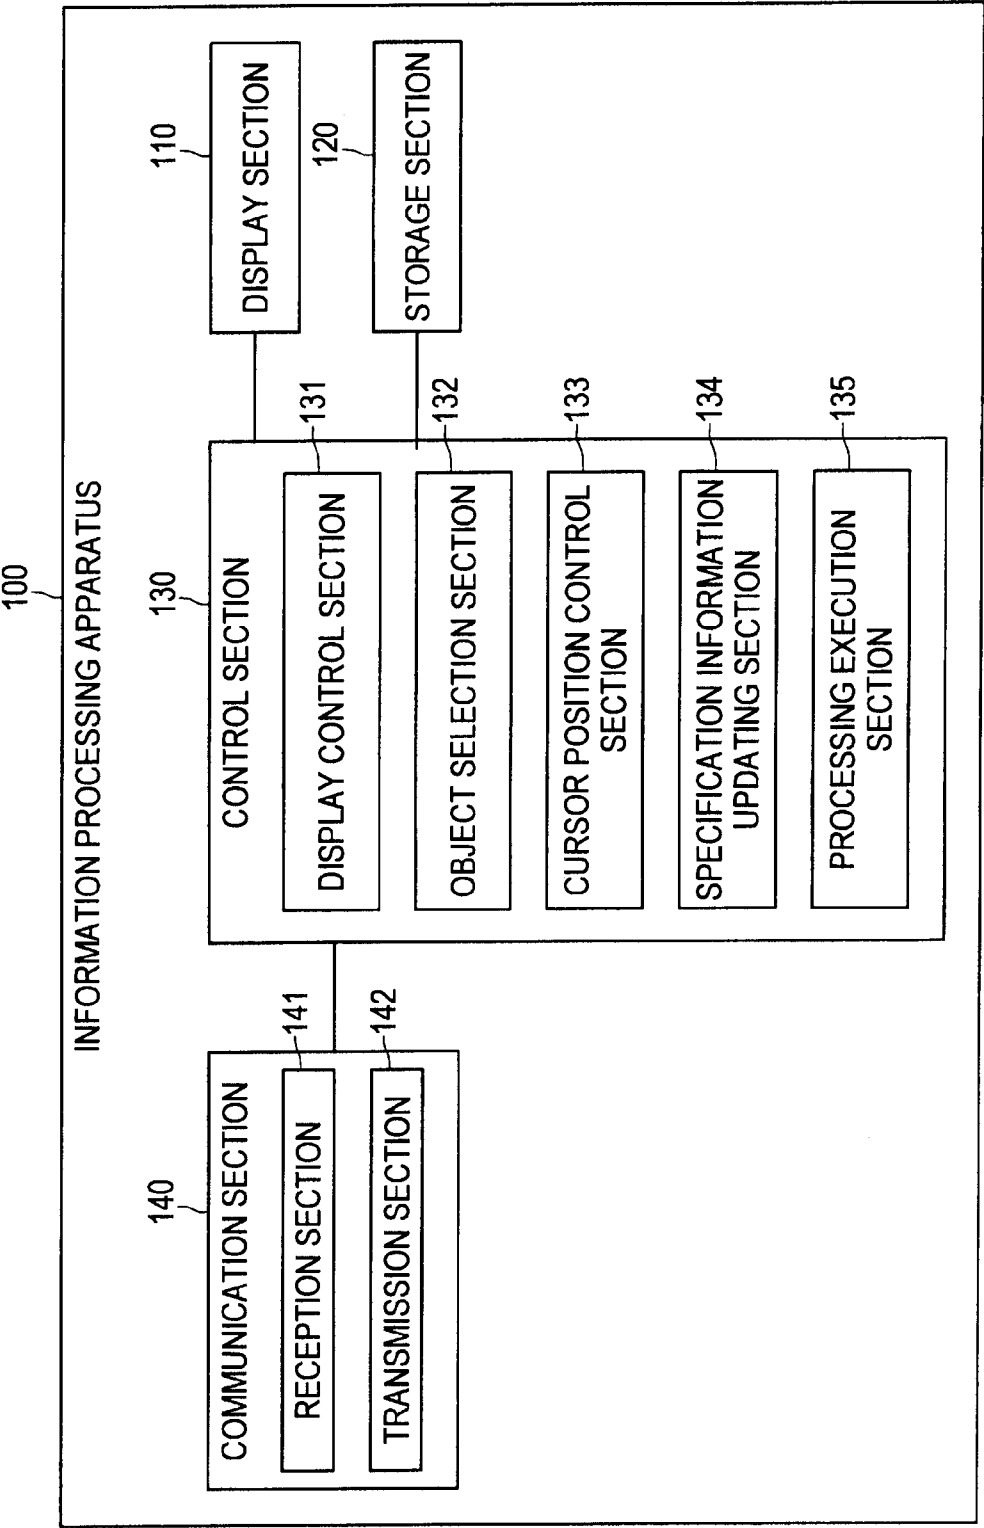 100
INFORMATION PROCESSING APPARATUS
140
COMMUNICATION SECTION
141
RECEPTION SECTION
142
TRANSMISSION SECTION
130
CONTROL SECTION
131
DISPLAY CONTROL SECTION
132
OBJECT SELECTION SECTION
133
CURSOR POSITION CONTROL
SECTION
134
SPECIFICATION INFORMATION
UPDATING SECTION
135
PROCESSING EXECUTION
SECTION
110
DISPLAY SECTION
120
STORAGE SECTION